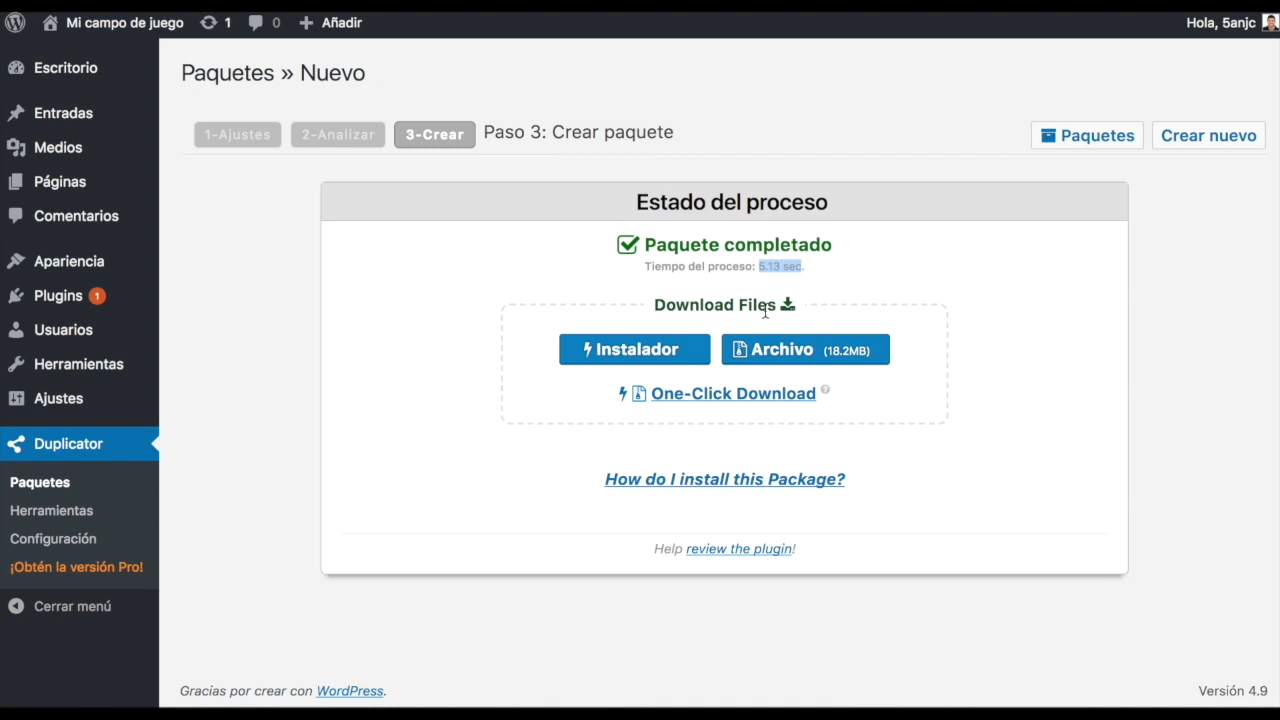 Mi campo de juego 1 0 Añadir Hola, 5anjc
Escritorio
Entradas
Medios
Páginas
Comentarios
Apariencia
Plugins 1
Usuarios
Herramientas
Ajustes
Duplicator
Paquetes
Herramientas
Configuración
¡Obtén la versión Pro!
Cerrar menú
Paquetes » Nuevo
1-Ajustes 2-Analizar 3-Crear Paso 3: Crear paquete Paquetes Crear nuevo
Estado del proceso
Paquete completado
Tiempo del proceso: 5.13 sec.
Download Files
Instalador Archivo (18.2MB)
One-Click Download ?
How do I install this Package?
Help review the plugin!
Gracias por crear con WordPress. Versión 4.9